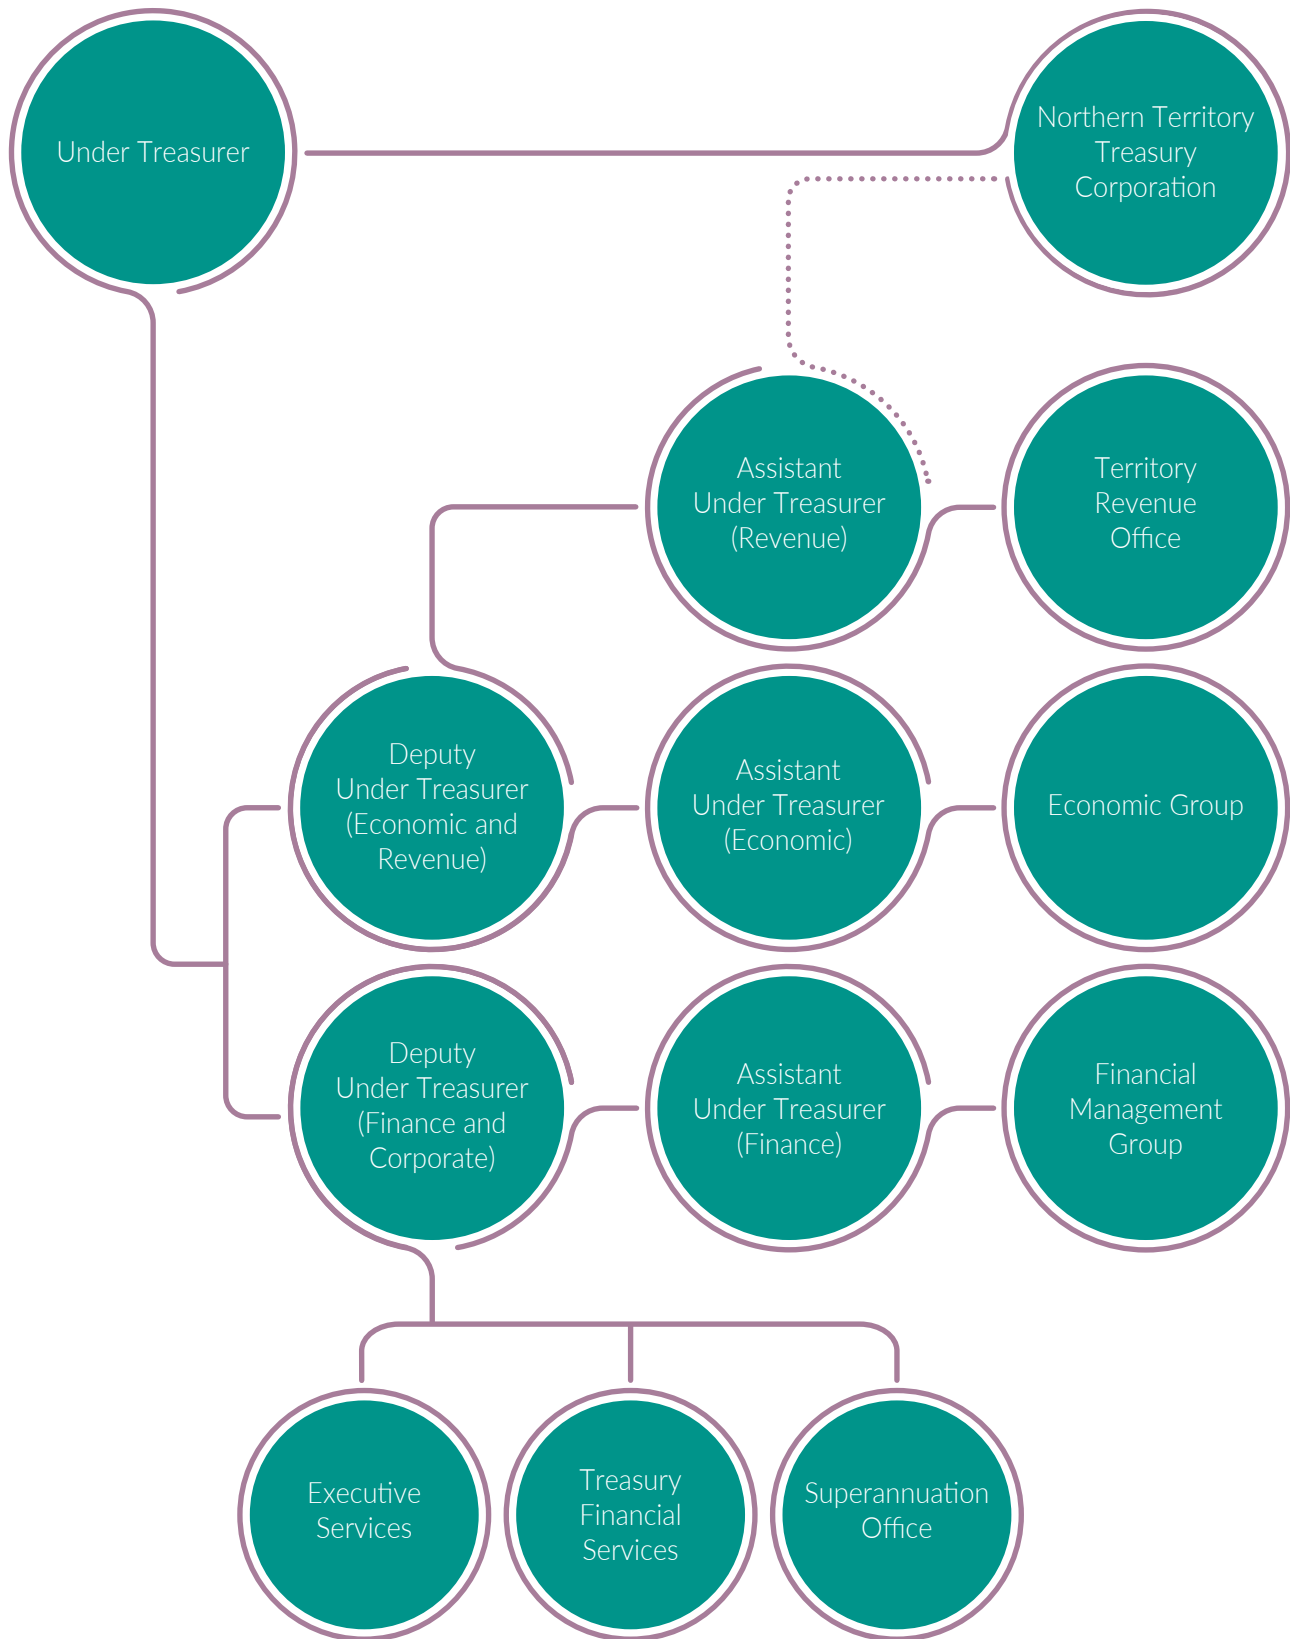 Under Treasurer
Northern Territory
Treasury
Corporation
Assistant
Under Treasurer
(Revenue)
Territory
Revenue
Office
Deputy
Under Treasurer
(Economic and
Revenue)
Assistant
Under Treasurer
(Economic)
Economic Group
Deputy
Under Treasurer
(Finance and
Corporate)
Assistant
Under Treasurer
(Finance)
Financial
Management
Group
Executive
Services
Treasury
Financial
Services
Superannuation
Office